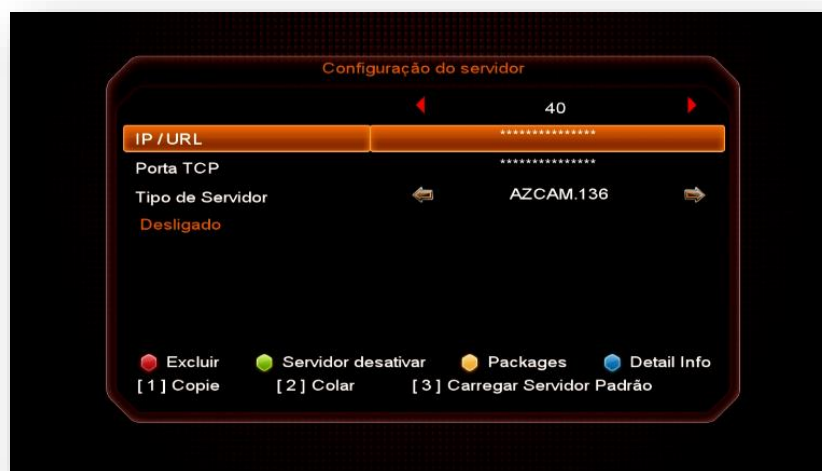 Configuração do servidor
40
IP / URL ***************
Porta TCP ***************
Tipo de Servidor AZCAM.136
Desligado
Excluir Servidor desativar Packages Detail Info
[ 1 ] Copie [ 2 ] Colar [ 3 ] Carregar Servidor Padrão